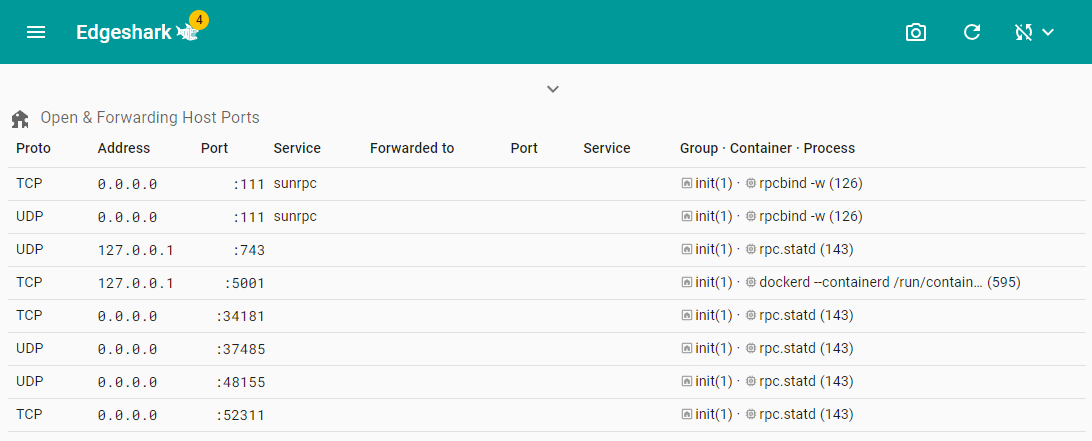 4
Edgeshark
Open & Forwarding Host Ports
Proto Address Port Service Forwarded to Port Service Group · Container · Process
TCP 0.0.0.0 :111 sunrpc init(1) · rpcbind -w (126)
UDP 0.0.0.0 :111 sunrpc init(1) · rpcbind -w (126)
UDP 127.0.0.1 :743 init(1) · rpc.statd (143)
TCP 127.0.0.1 :5001 init(1) · dockerd --containerd /run/contain... (595)
TCP 0.0.0.0 :34181 init(1) · rpc.statd (143)
UDP 0.0.0.0 :37485 init(1) · rpc.statd (143)
UDP 0.0.0.0 :48155 init(1) · rpc.statd (143)
TCP 0.0.0.0 :52311 init(1) · rpc.statd (143)